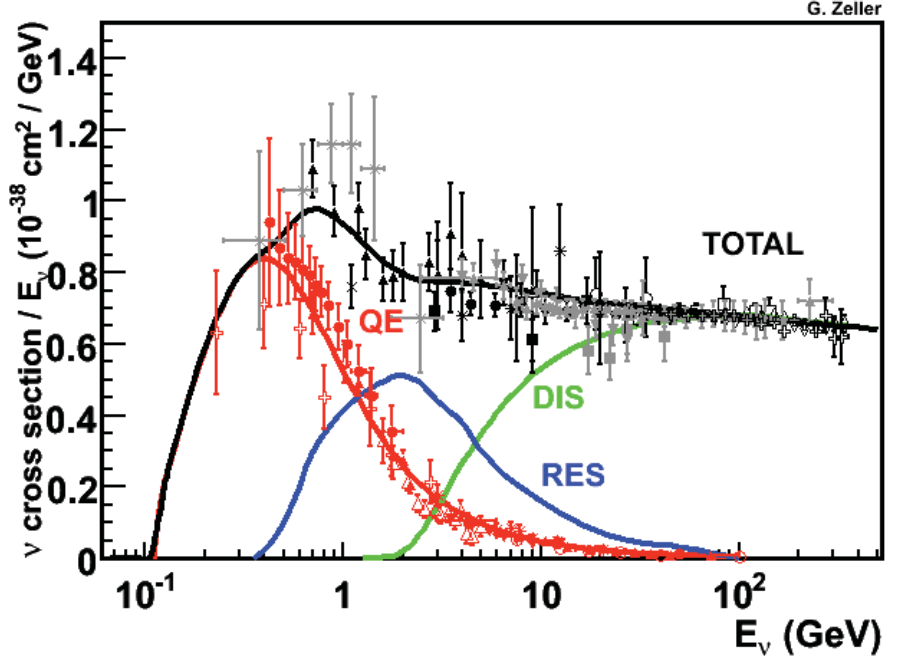 G. Zeller
ν cross section / Eν (10⁻³⁸ cm² / GeV)
1.4
1.2
1
0.8
0.6
0.4
0.2
0
TOTAL
QE
DIS
RES
10⁻¹
1
10
10²
Eν (GeV)